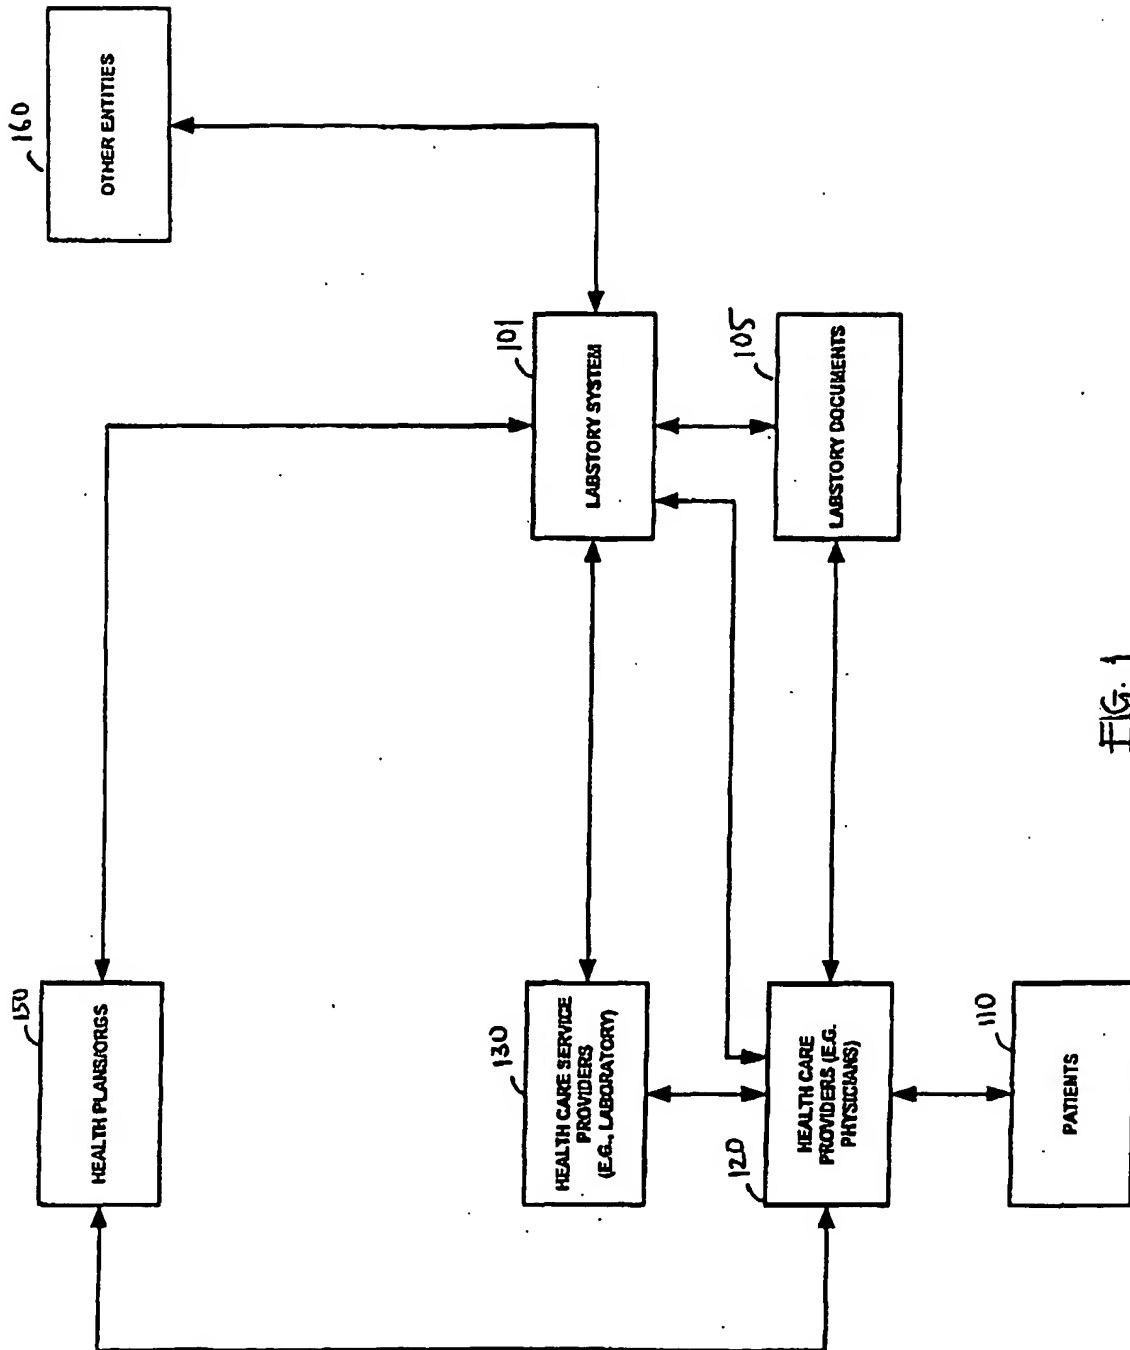 150
HEALTH PLANS/ORGS
160
OTHER ENTITIES
130
HEALTH CARE SERVICE
PROVIDERS
(E.G., LABORATORY)
101
LABSTORY SYSTEM
120
HEALTH CARE
PROVIDERS (E.G.
PHYSICIANS)
105
LABSTORY DOCUMENTS
110
PATIENTS
FIG. 1